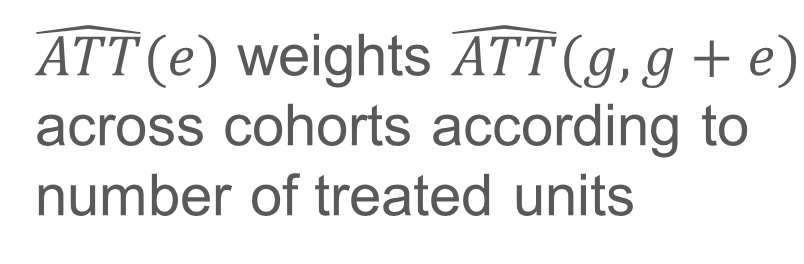 $\widehat{ATT}(e)$ weights $\widehat{ATT}(g, g + e)$
across cohorts according to
number of treated units